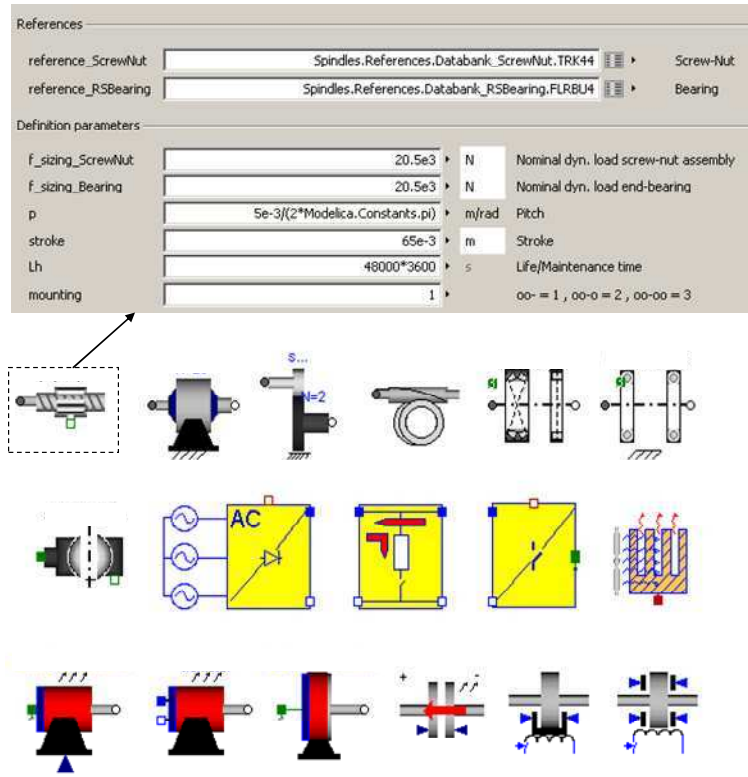 References
reference_ScrewNut Spindles.References.Databank_ScrewNut.TRK44 Screw-Nut
reference_RSBearing Spindles.References.Databank_RSBearing.FLRBU4 Bearing
Definition parameters
f_sizing_ScrewNut 20.5e3 N Nominal dyn. load screw-nut assembly
f_sizing_Bearing 20.5e3 N Nominal dyn. load end-bearing
p 5e-3/(2*Modelica.Constants.pi) m/rad Pitch
stroke 65e-3 m Stroke
Lh 48000*3600 s Life/Maintenance time
mounting 1 oo- = 1 , oo-o = 2 , oo-oo = 3
s...
N=2
AC
+ -